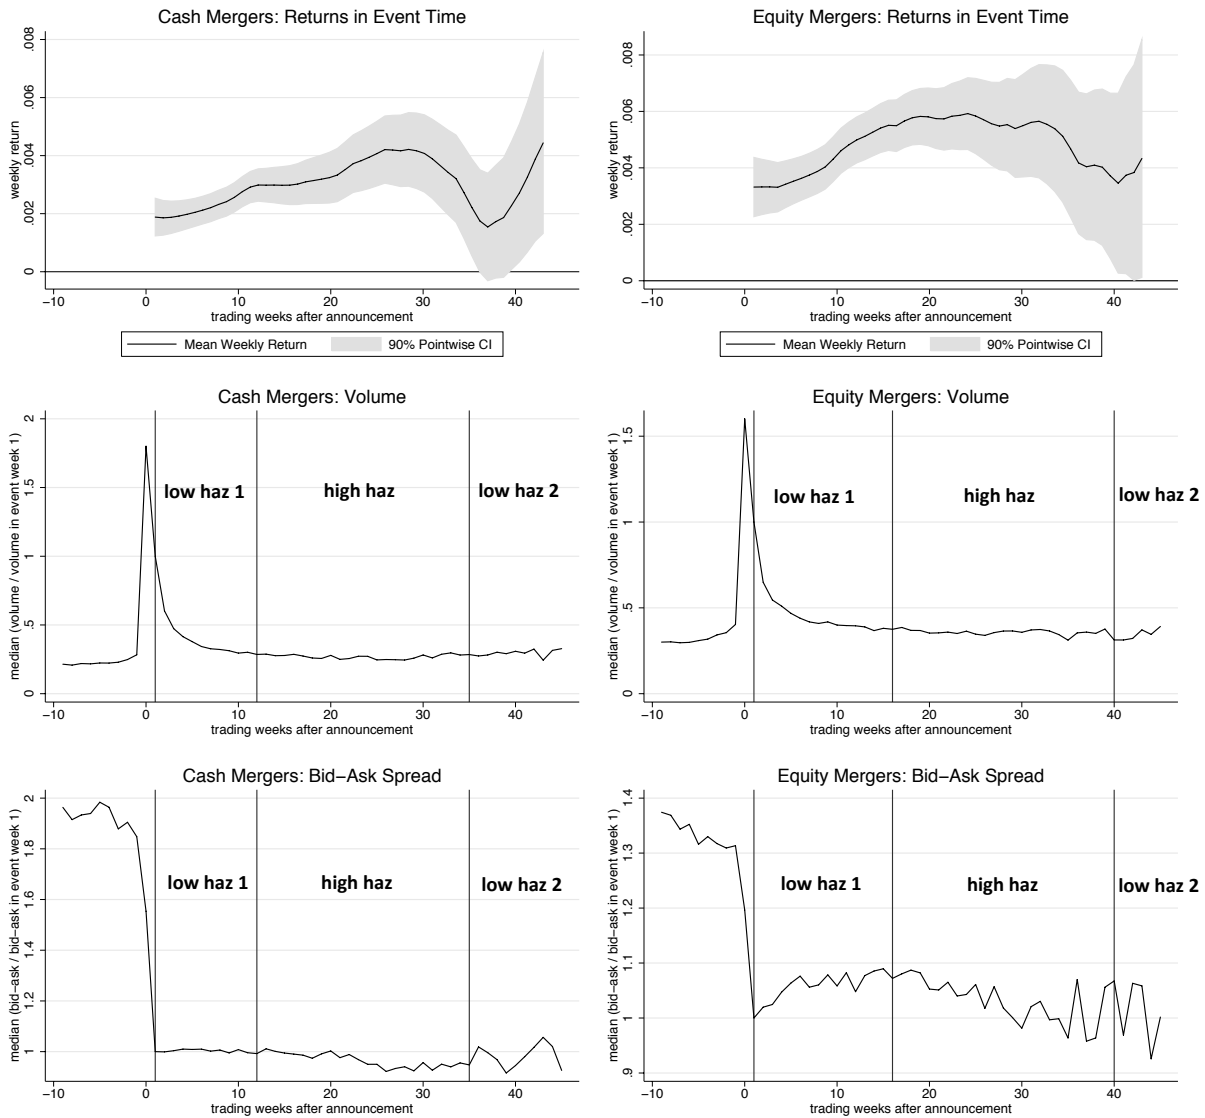 Cash Mergers: Returns in Event Time
weekly return
.008
.006
.004
.002
0
−10 0 10 20 30 40
trading weeks after announcement
Mean Weekly Return 90% Pointwise CI
Equity Mergers: Returns in Event Time
weekly return
.008
.006
.004
.002
0
−10 0 10 20 30 40
trading weeks after announcement
Mean Weekly Return 90% Pointwise CI
Cash Mergers: Volume
median (volume / volume in event week 1)
2
1.5
1
.5
0
low haz 1 high haz low haz 2
−10 0 10 20 30 40
trading weeks after announcement
Equity Mergers: Volume
median (volume / volume in event week 1)
1.5
1
.5
0
low haz 1 high haz low haz 2
−10 0 10 20 30 40
trading weeks after announcement
Cash Mergers: Bid−Ask Spread
median (bid−ask / bid−ask in event week 1)
2
1.8
1.6
1.4
1.2
1
low haz 1 high haz low haz 2
−10 0 10 20 30 40
trading weeks after announcement
Equity Mergers: Bid−Ask Spread
median (bid−ask / bid−ask in event week 1)
1.4
1.3
1.2
1.1
1
.9
low haz 1 high haz low haz 2
−10 0 10 20 30 40
trading weeks after announcement